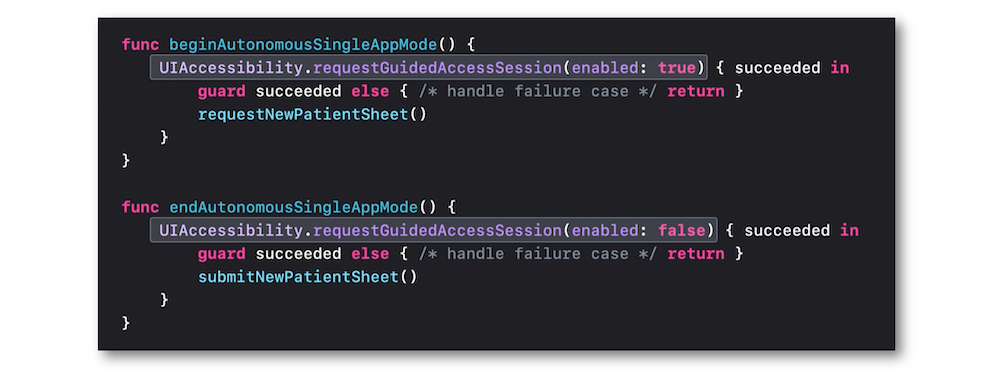 func beginAutonomousSingleAppMode() {
UIAccessibility.requestGuidedAccessSession(enabled: true) { succeeded in
guard succeeded else { /* handle failure case */ return }
requestNewPatientSheet()
}
}
func endAutonomousSingleAppMode() {
UIAccessibility.requestGuidedAccessSession(enabled: false) { succeeded in
guard succeeded else { /* handle failure case */ return }
submitNewPatientSheet()
}
}